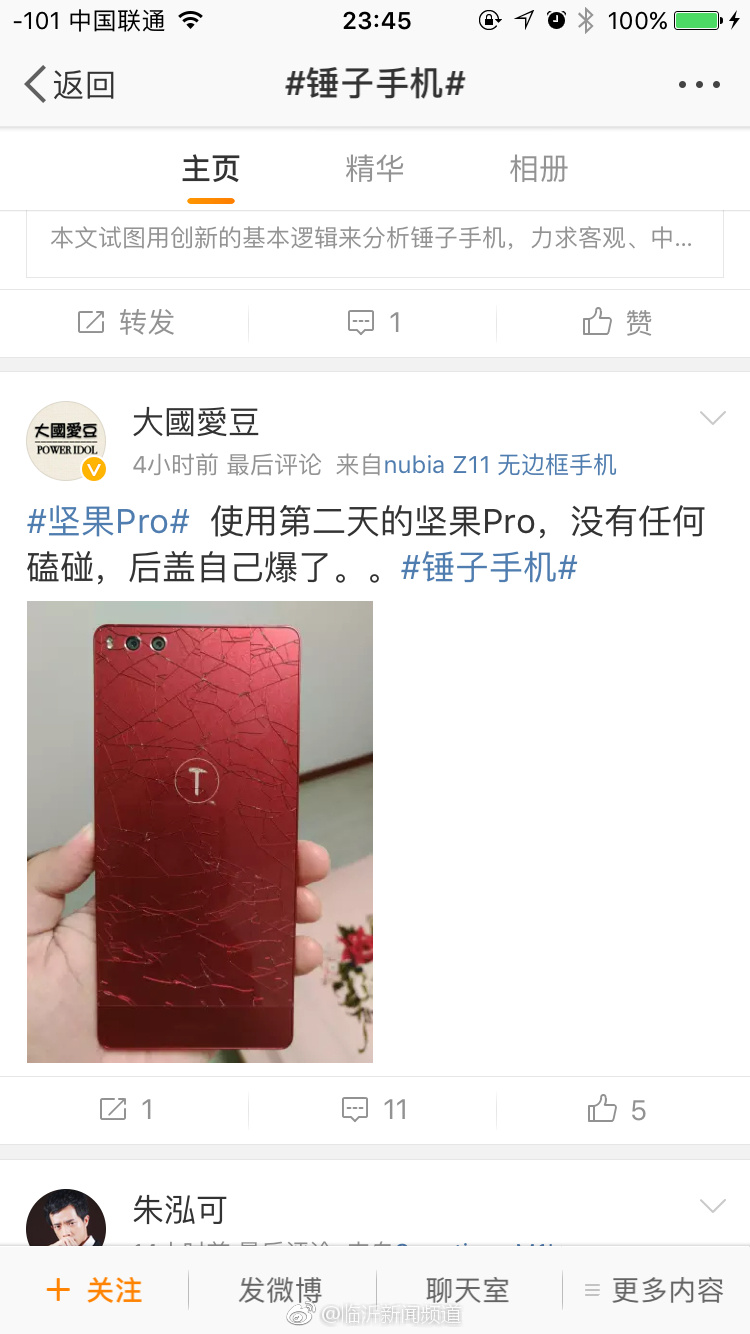 -101 中国联通 23:45 100%
返回 #锤子手机#
主页 精华 相册
本文试图用创新的基本逻辑来分析锤子手机，力求客观、中...
转发 1 赞
大國愛豆
POWER IDOL
V
大國愛豆
4小时前 最后评论 来自nubia Z11 无边框手机
#坚果Pro# 使用第二天的坚果Pro，没有任何
磕碰，后盖自己爆了。。#锤子手机#
T
1 11 5
朱泓可
+ 关注 发微博 聊天室 更多内容
@临沂新闻频道